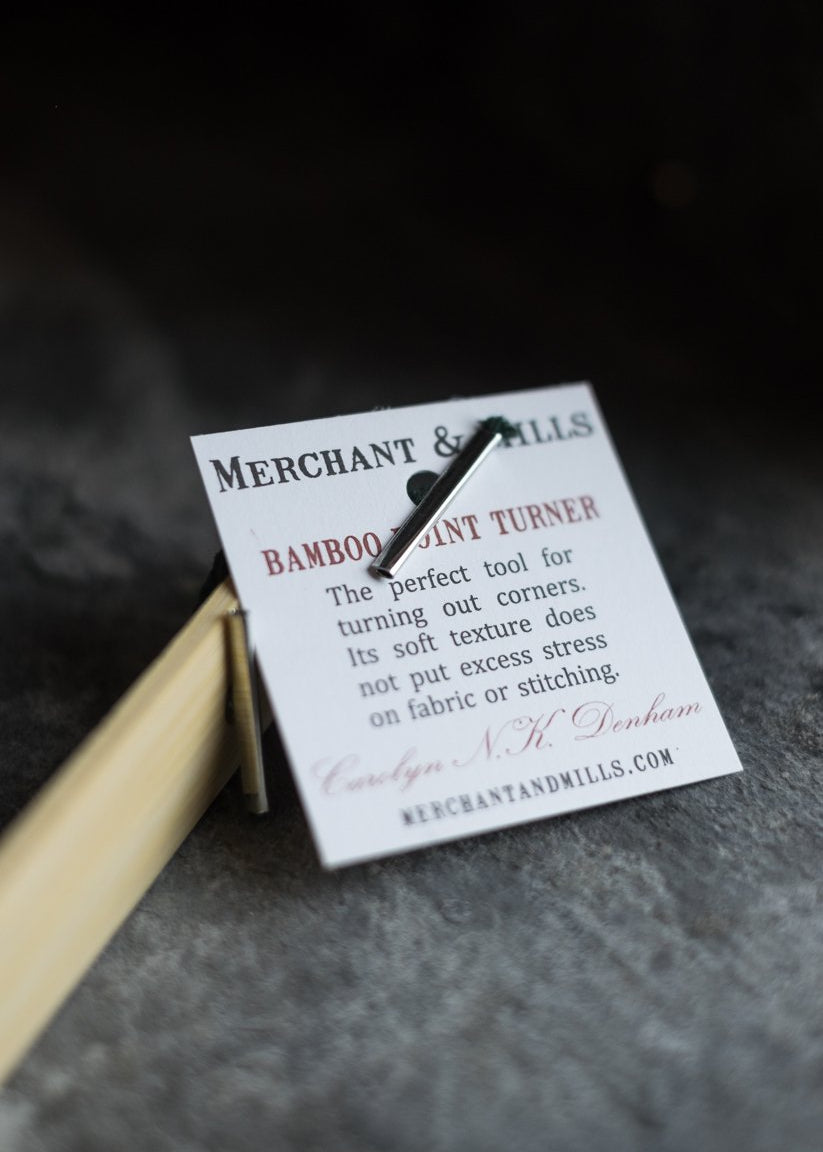 MERCHANT & MILLS
BAMBOO POINT TURNER
The perfect tool for
turning out corners.
Its soft texture does
not put excess stress
on fabric or stitching.
Carolyn N.K. Denham
MERCHANTANDMILLS.COM